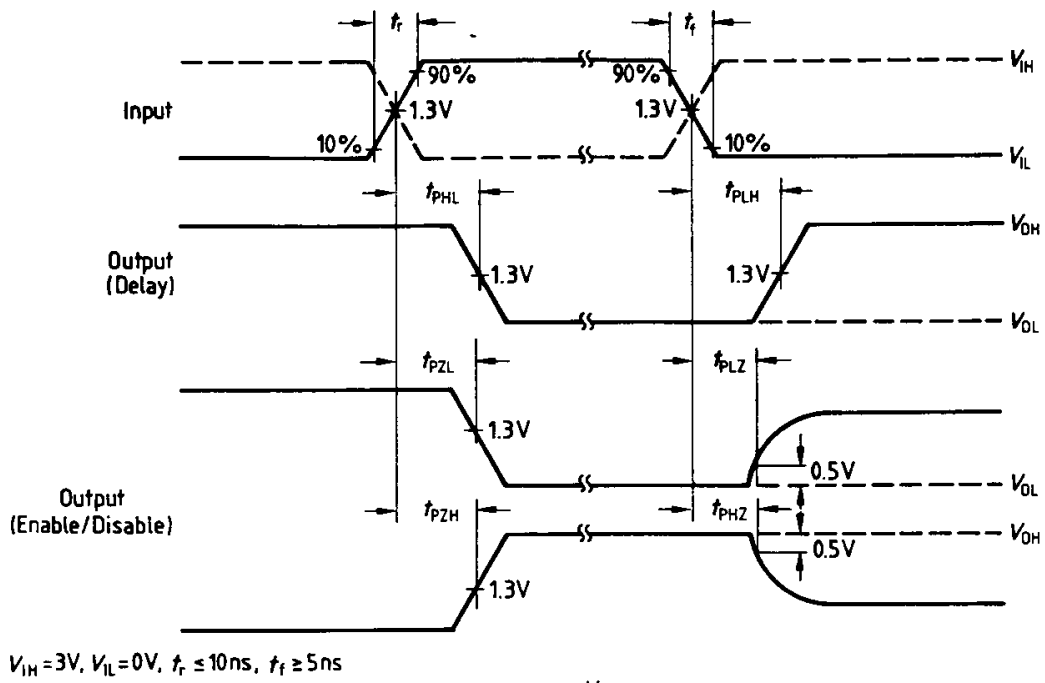 tr
tf
90% 90% VIH
Input 1.3V 1.3V
10% 10% VIL
tPHL tPLH
VOH
Output
(Delay) 1.3V 1.3V
VOL
tPZL tPLZ
1.3V
0.5V
Output VOL
(Enable/Disable) tPZH tPHZ
VOH
0.5V
1.3V
VIH=3V, VIL=0V, tr ≤10ns, tf ≥5ns